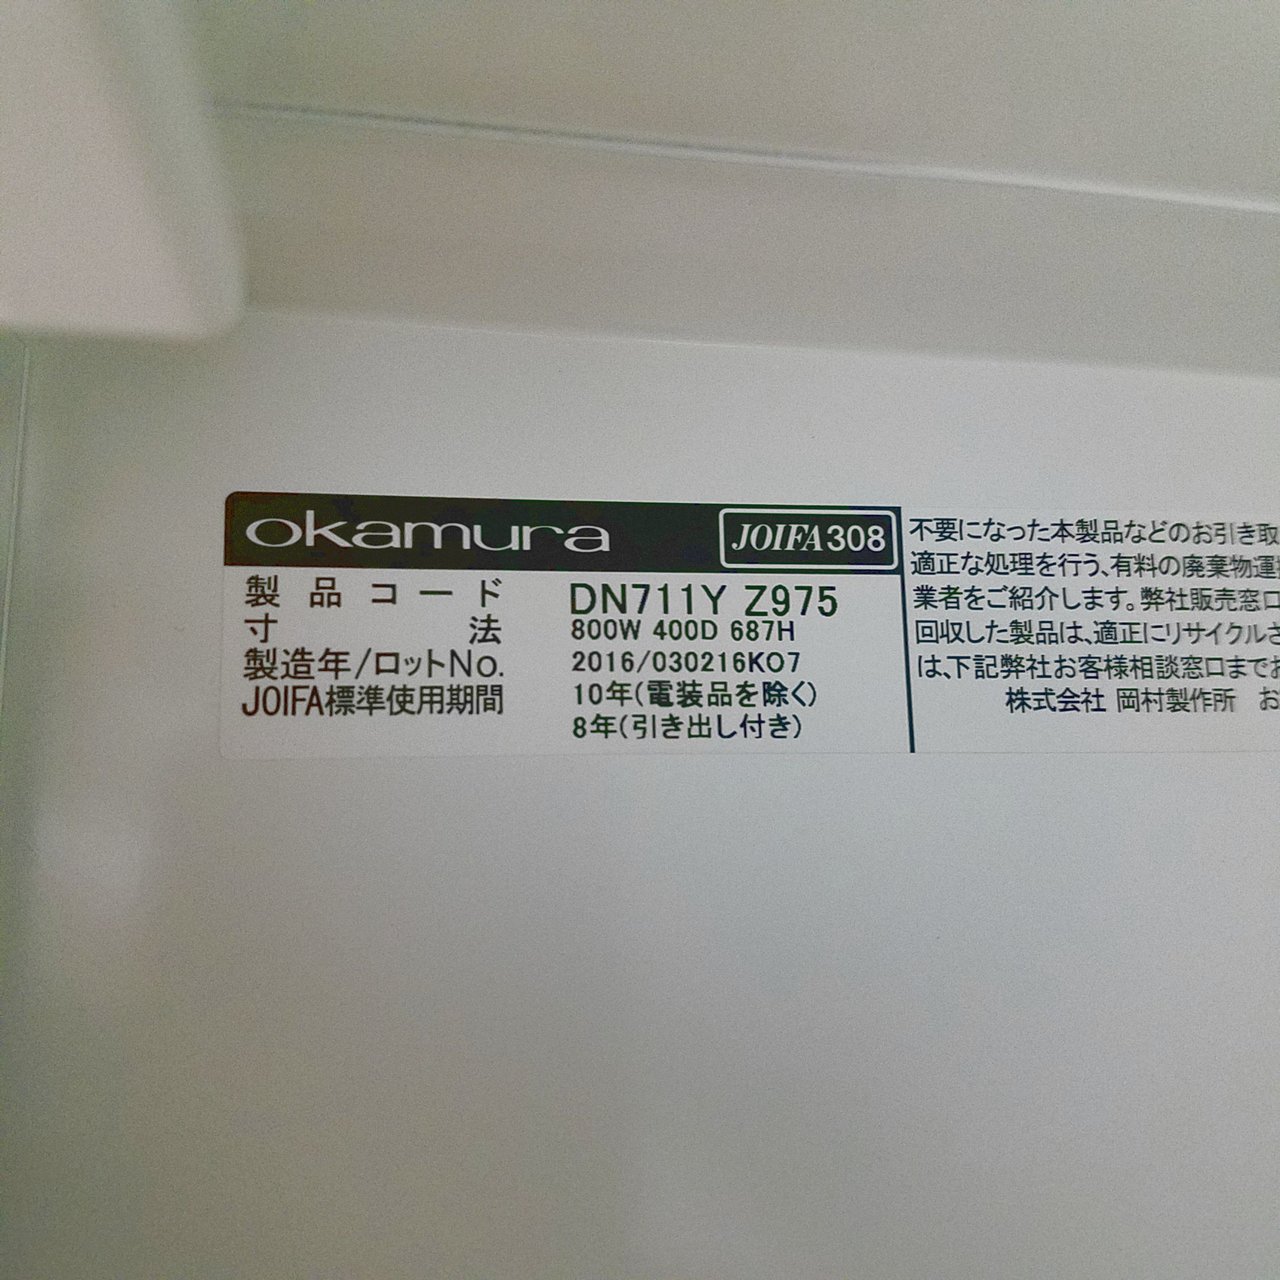 okamura JOIFA308
製品コード DN711Y Z975
寸法 800W 400D 687H
製造年/ロットNo. 2016/030216KO7
JOIFA標準使用期間 10年(電装品を除く)
8年(引き出し付き)
不要になった本製品などのお引き取
適正な処理を行う、有料の廃棄物運
業者をご紹介します。弊社販売窓口
回収した製品は、適正にリサイクルさ
は、下記弊社お客様相談窓口までお
株式会社 岡村製作所 お